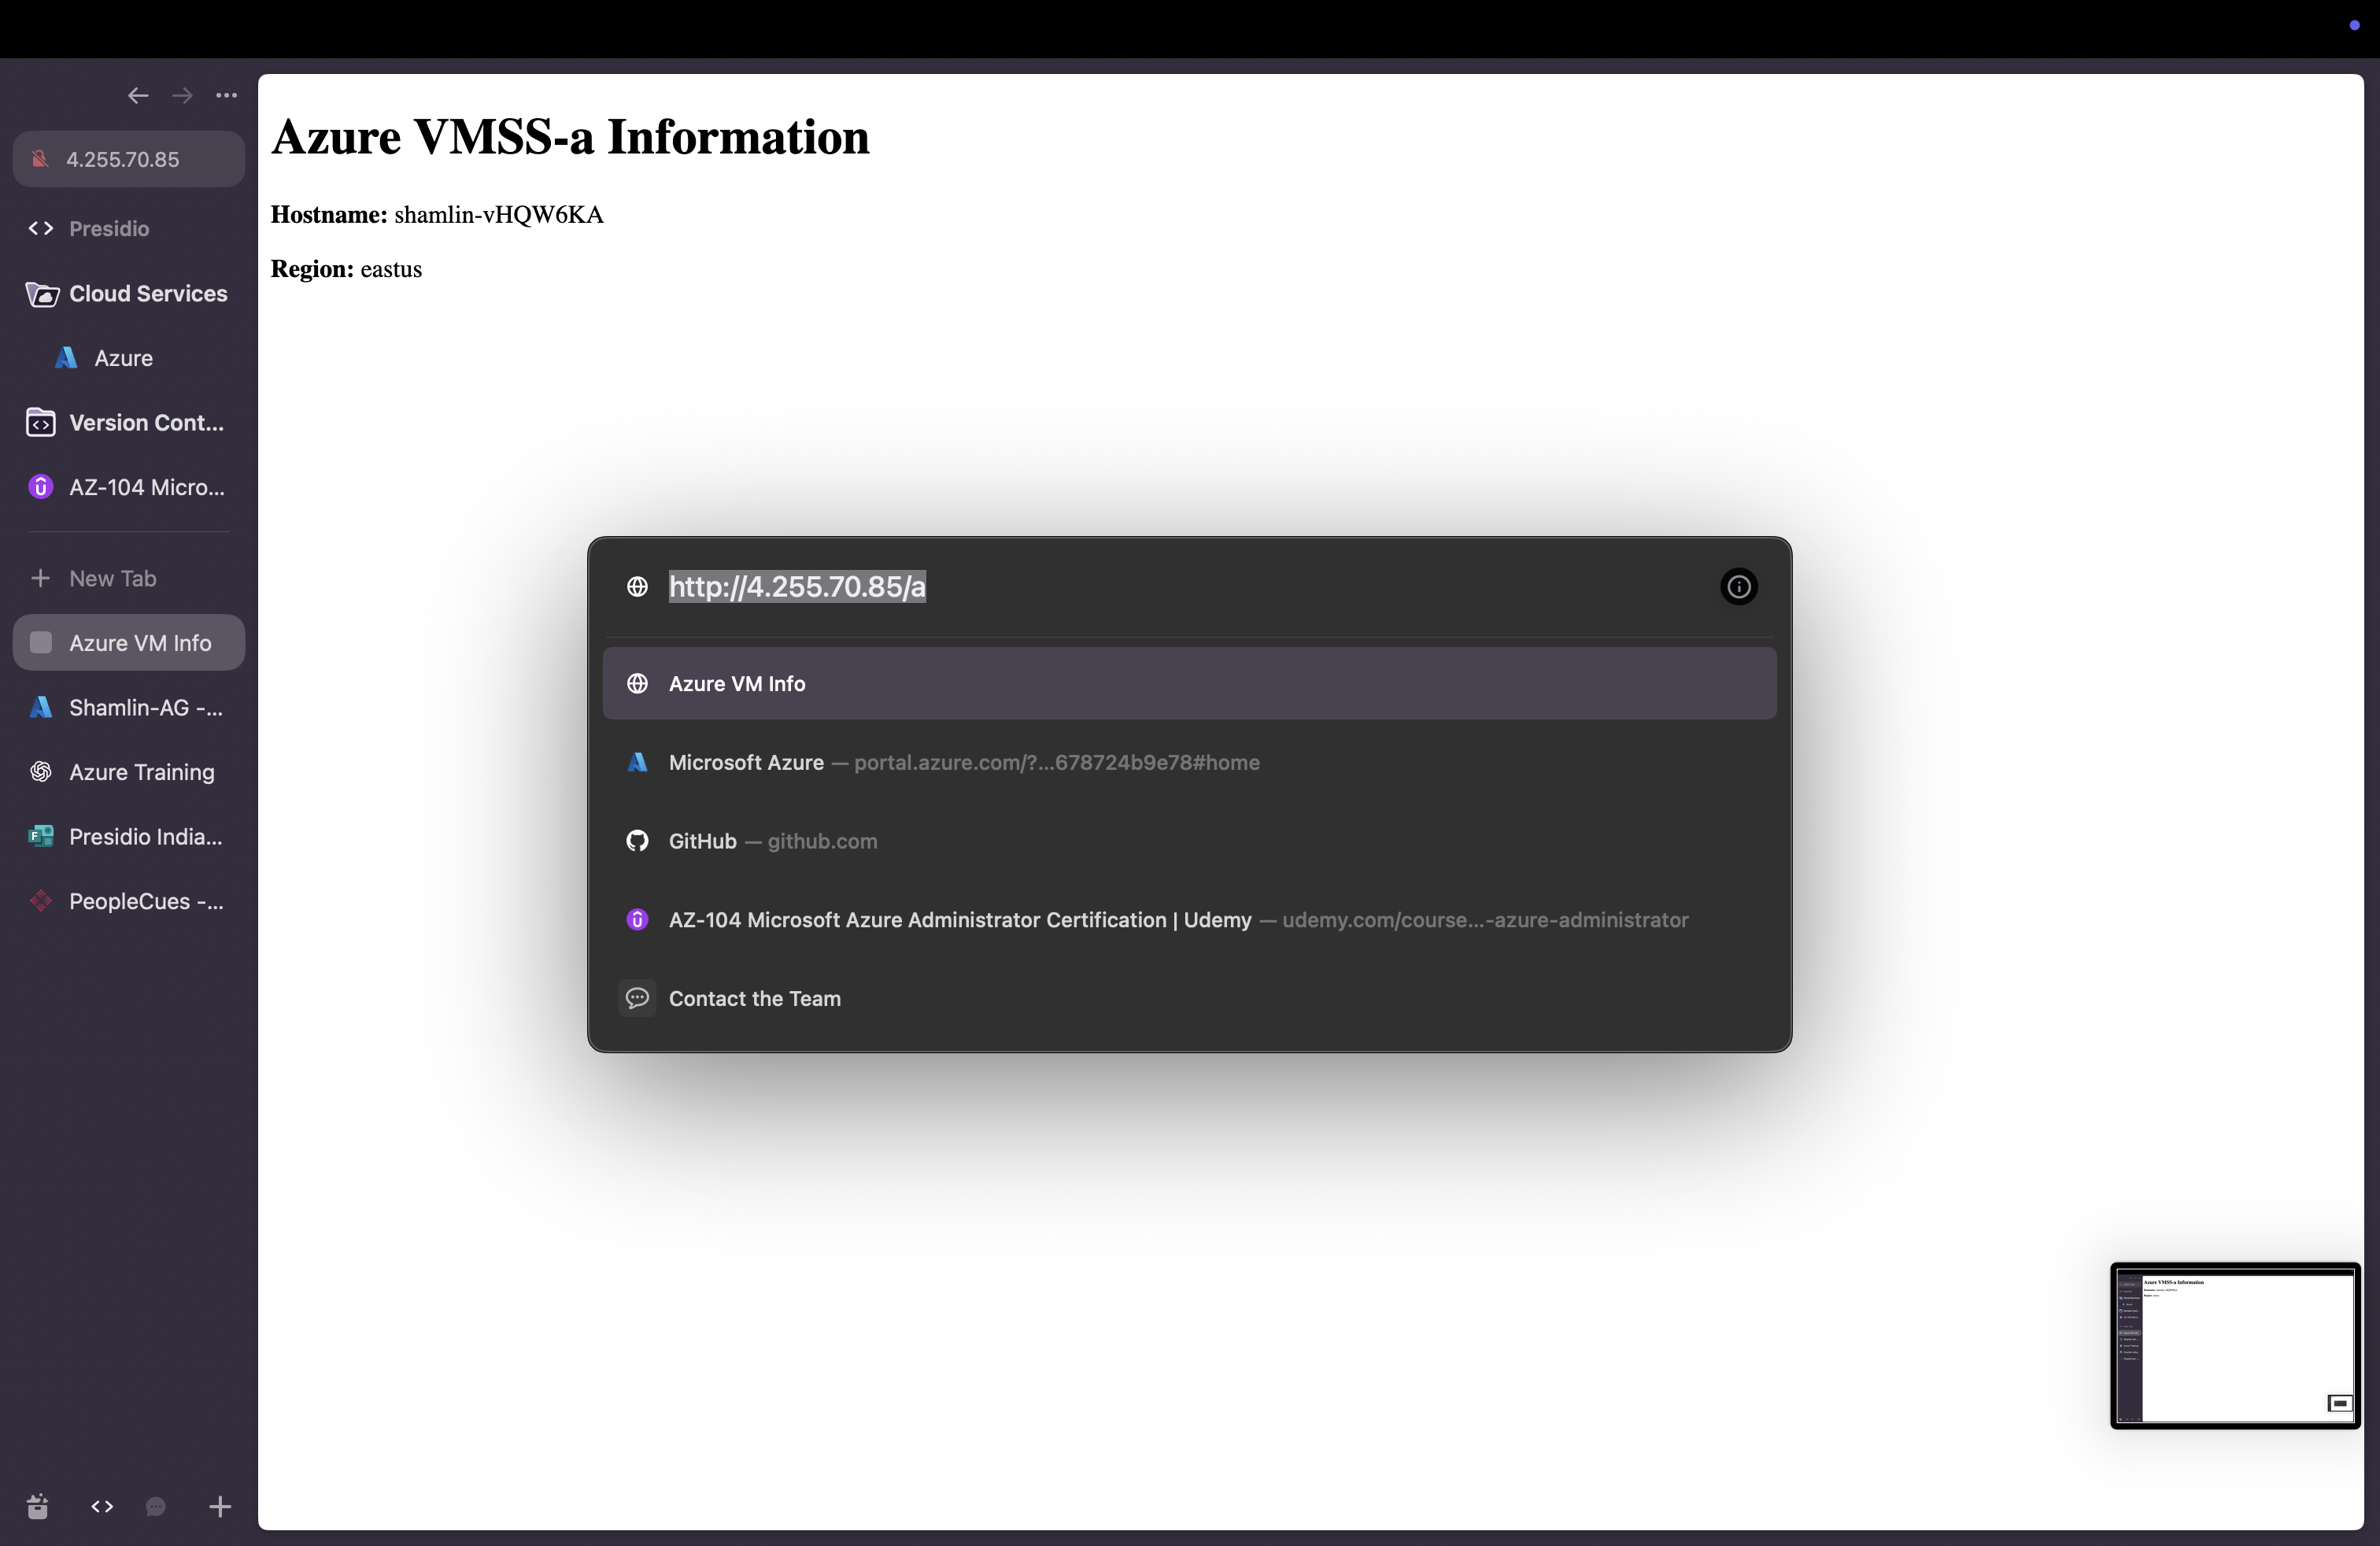 4.255.70.85
Presidio
Cloud Services
Azure
Version Cont...
AZ-104 Micro...
New Tab
Azure VM Info
Shamlin-AG -...
Azure Training
Presidio India...
PeopleCues -...
Azure VMSS-a Information
Hostname: shamlin-vHQW6KA
Region: eastus
http://4.255.70.85/a
Azure VM Info
Microsoft Azure — portal.azure.com/?...678724b9e78#home
GitHub — github.com
AZ-104 Microsoft Azure Administrator Certification | Udemy — udemy.com/course...-azure-administrator
Contact the Team
Azure VMSS-a Information